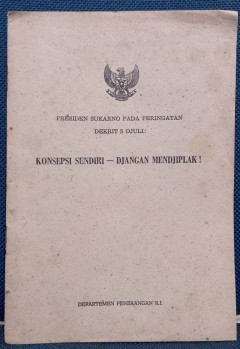 PRESIDEN SUKARNO PADA PERINGATAN
DEKRIT 5 DJULI:
KONSEPSI SENDIRI — DJANGAN MENDJIPLAK !
DEPARTEMEN PENERANGAN R.I.